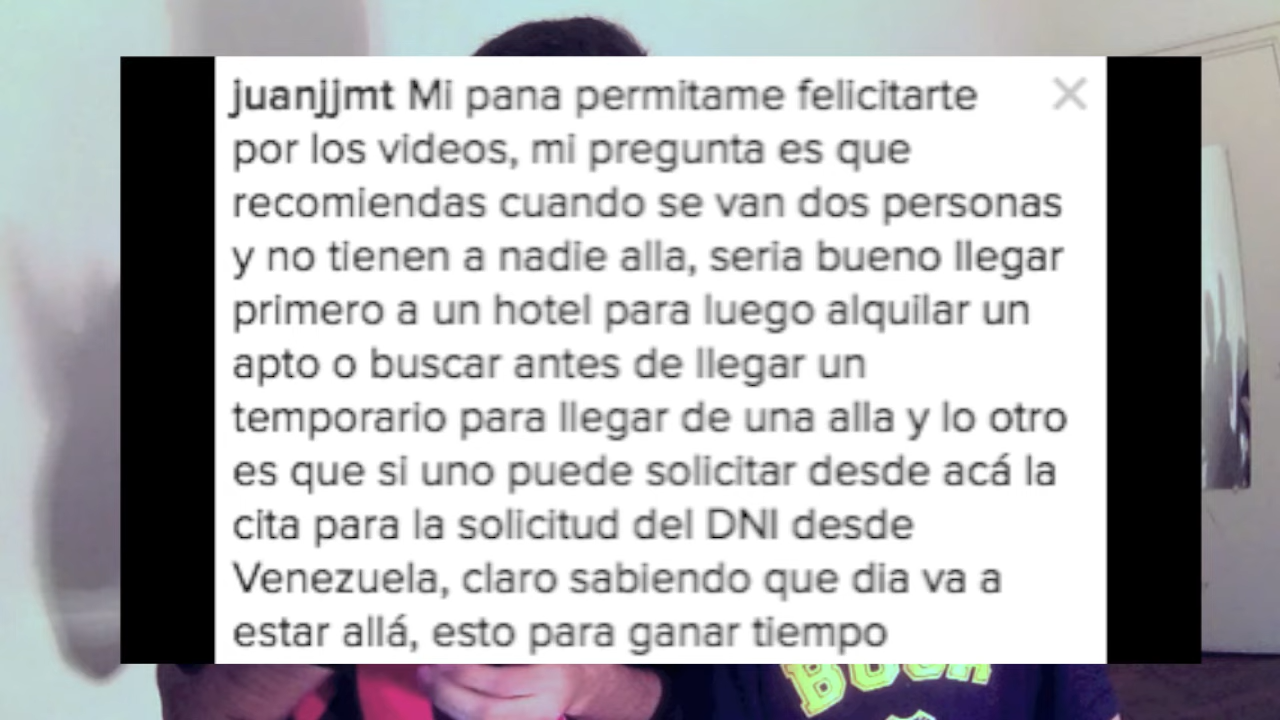 juanjjmt Mi pana permitame felicitarte
por los videos, mi pregunta es que
recomiendas cuando se van dos personas
y no tienen a nadie alla, seria bueno llegar
primero a un hotel para luego alquilar un
apto o buscar antes de llegar un
temporario para llegar de una alla y lo otro
es que si uno puede solicitar desde acá la
cita para la solicitud del DNI desde
Venezuela, claro sabiendo que dia va a
estar allá, esto para ganar tiempo